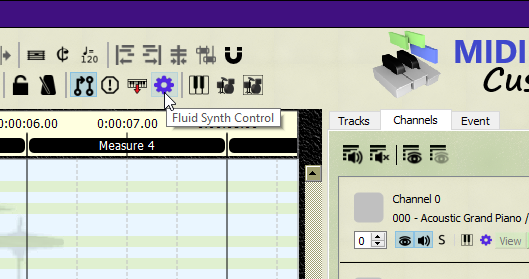 MIDI
Cus
120
Fluid Synth Control
0:00:06.00
0:00:07.00
Measure 4
Tracks
Channels
Event
Channel 0
000 - Acoustic Grand Piano /
0
S
View